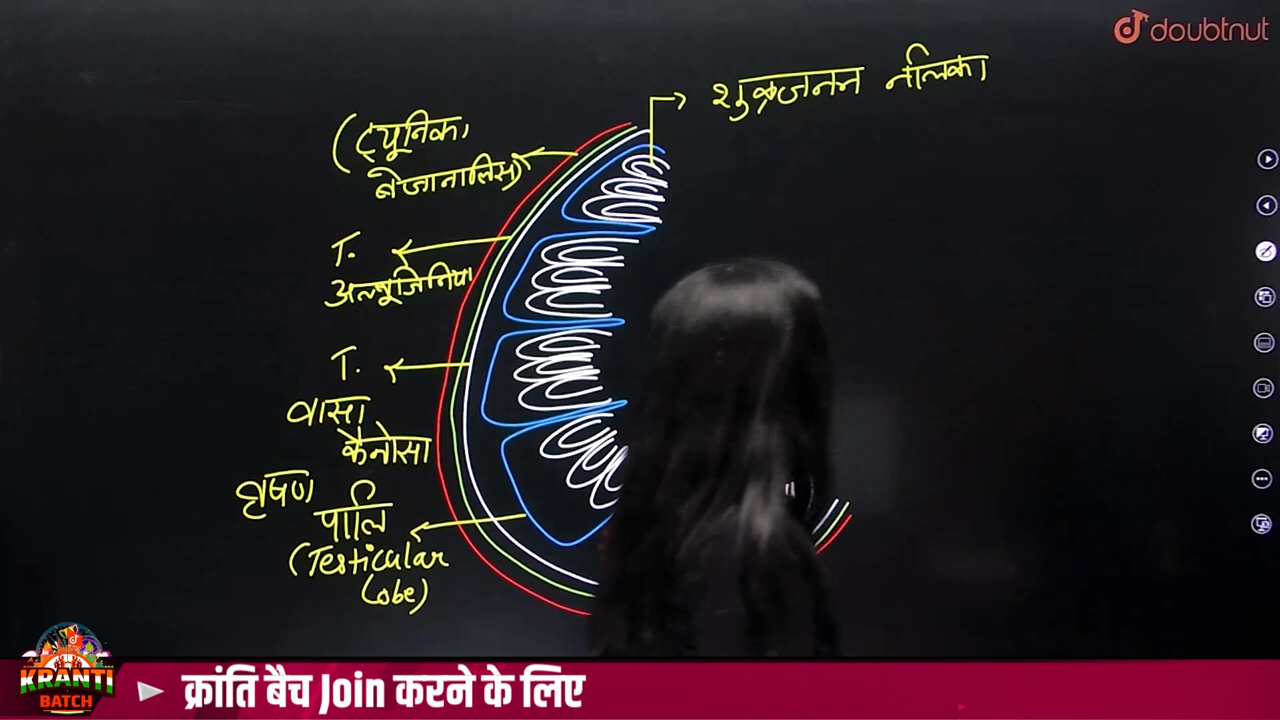 doubtnut
शुक्रजनन नलिका
(ट्यूनिका
वेजानालिस)
T.
अल्बूजिनिया
T.
वासा
कैनोसा
वृषण
पालि
(Testicular
Lobe)
KRANTI
BATCH
क्रांति बैच Join करने के लिए